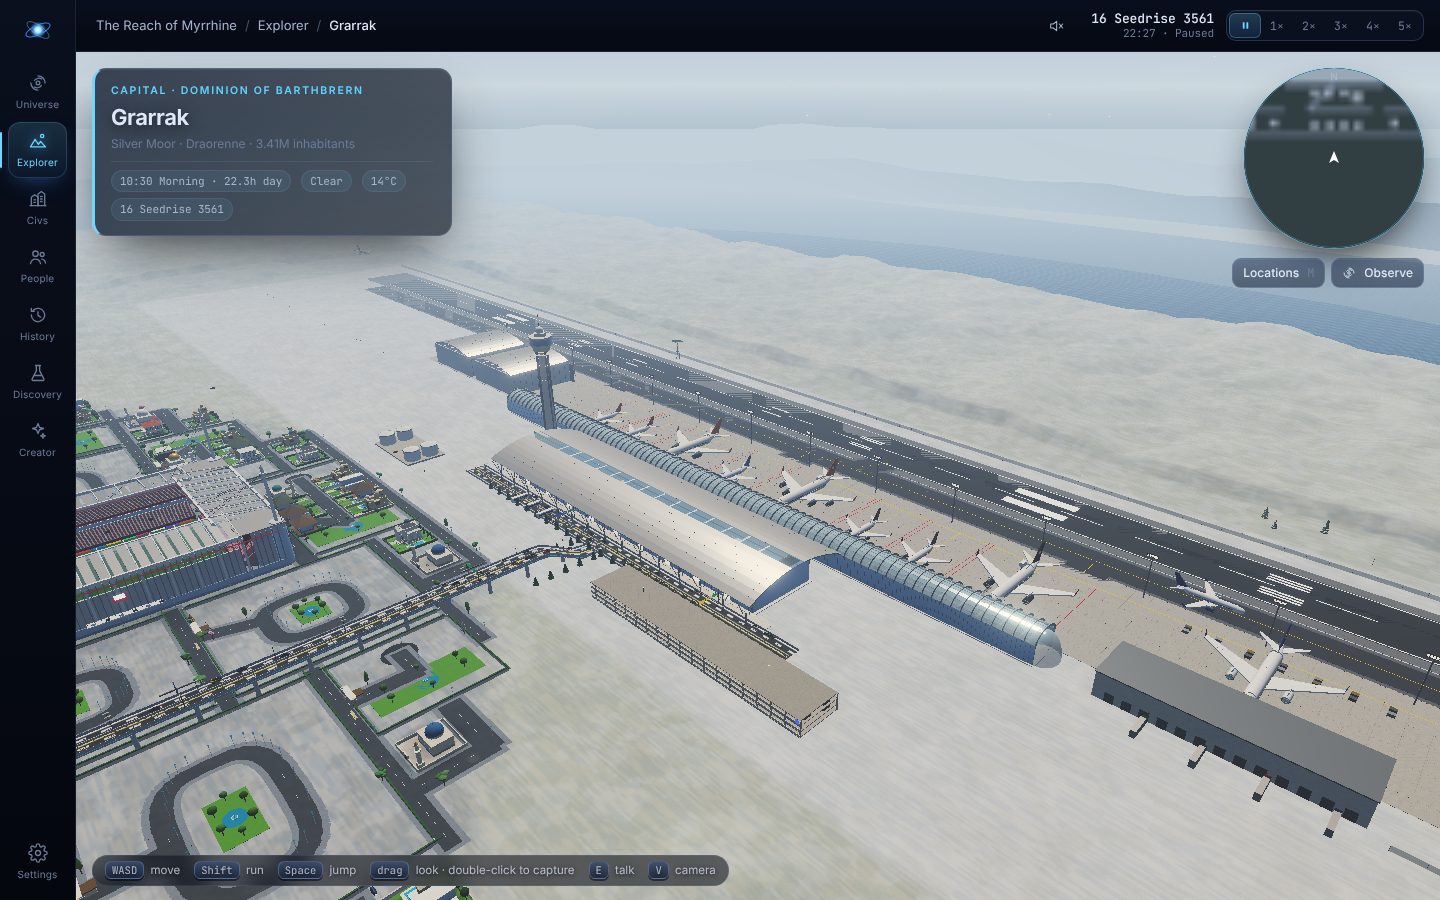 The Reach of Myrrhine / Explorer / Grarrak
16 Seedrise 3561
22:27 · Paused
1× 2× 3× 4× 5×
Universe
Explorer
Civs
People
History
Discovery
Creator
Settings
CAPITAL · DOMINION OF BARTHBRERN
Grarrak
Silver Moor · Draorenne · 3.41M inhabitants
10:30 Morning · 22.3h day
Clear
14°C
16 Seedrise 3561
N
Locations M
Observe
WASD move Shift run Space jump drag look · double-click to capture E talk V camera